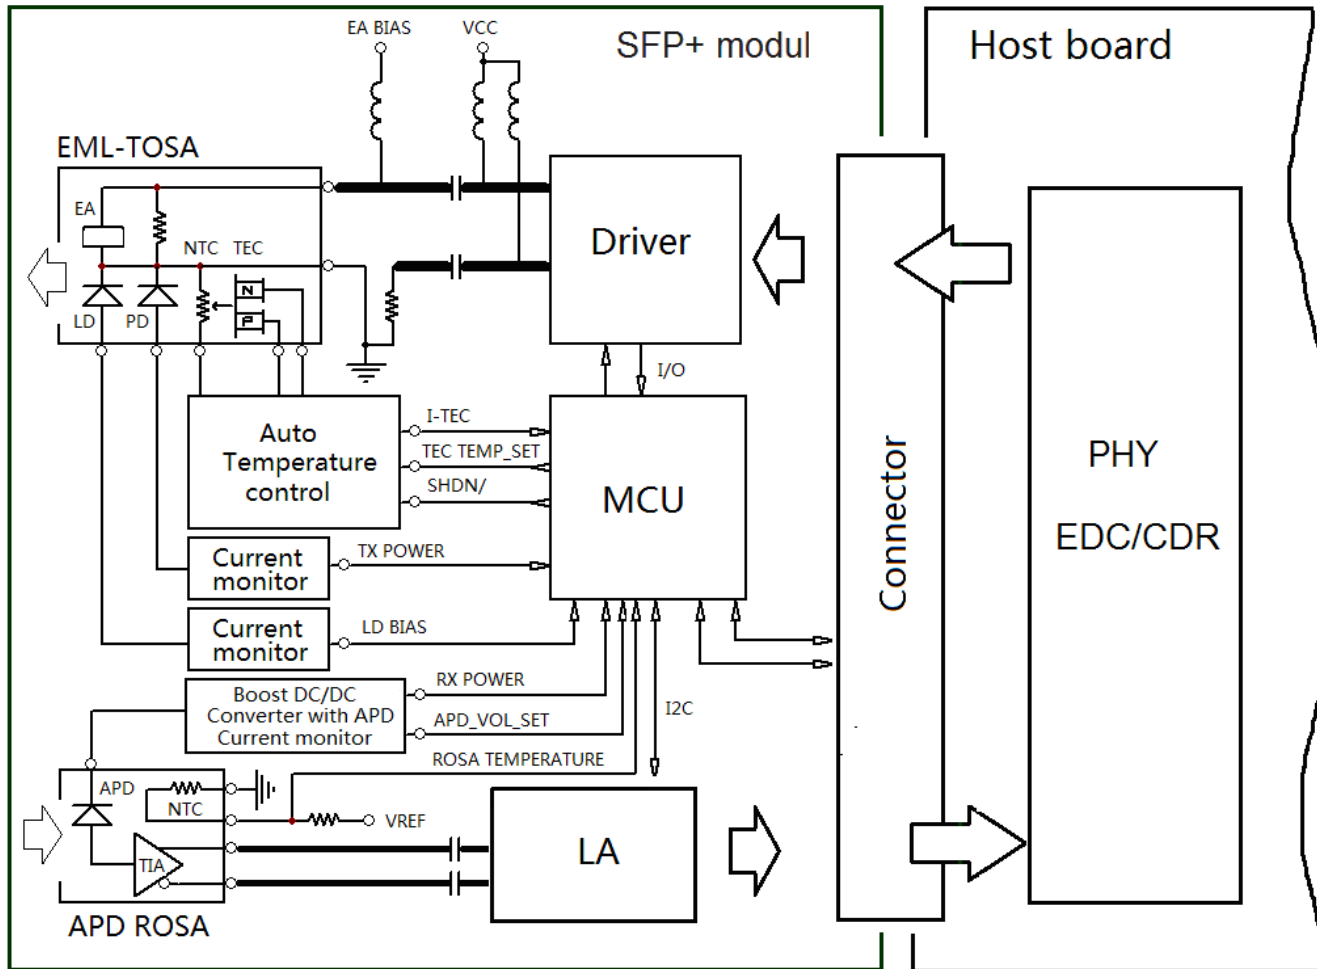 EA BIAS
VCC
SFP+ modul
Host board
EML-TOSA
EA
NTC TEC
N
P
LD
PD
Driver
I/O
Auto
Temperature
control
I-TEC
TEC TEMP_SET
SHDN/
MCU
Connector
PHY
EDC/CDR
Current
monitor
TX POWER
Current
monitor
LD BIAS
Boost DC/DC
Converter with APD
Current monitor
RX POWER
APD_VOL_SET
I2C
ROSA TEMPERATURE
APD
NTC
VREF
TIA
LA
APD ROSA